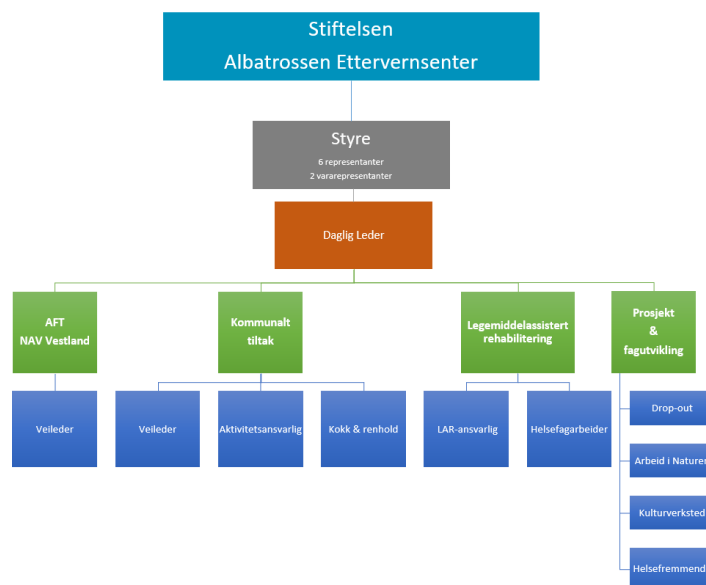 Stiftelsen
Albatrossen Ettervernsenter
Styre
6 representanter
2 vararepresentanter
Daglig Leder
AFT
NAV Vestland
Kommunalt
tiltak
Legemiddelassistert
rehabilitering
Prosjekt
&
fagutvikling
Veileder
Veileder
Aktivitetsansvarlig
Kokk & renhold
LAR-ansvarlig
Helsefagarbeider
Drop-out
Arbeid i Naturen
Kulturverksted
Helsefremmende